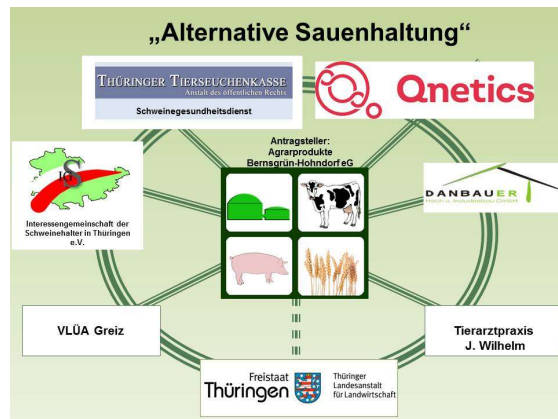 „Alternative Sauenhaltung“
THÜRINGER TIERSEUCHENKASSE
Anstalt des öffentlichen Rechts
Schweinegesundheitsdienst
Qnetics
Antragsteller:
Agrarprodukte
Bernsgrün-Hohndorf eG
IGS
Interessengemeinschaft der
Schweinehalter in Thüringen
e.V.
DANBAUER
Hoch u. Industriebau GmbH
VLÜA Greiz
Tierarztpraxis
J. Wilhelm
Freistaat
Thüringen
Thüringer
Landesanstalt
für Landwirtschaft